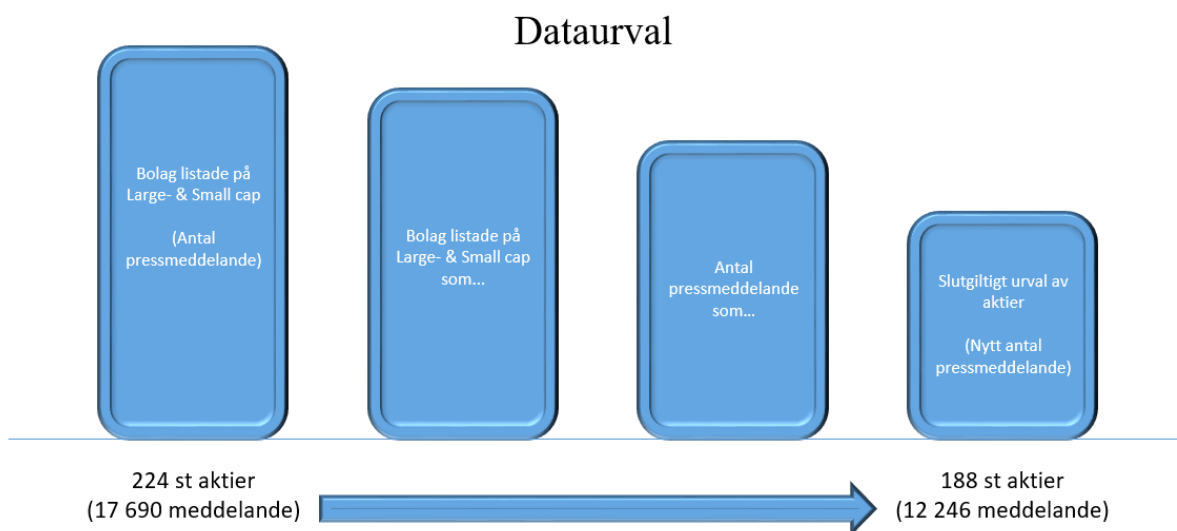 Dataurval
Bolag listade på
Large- & Small cap
(Antal
pressmeddelande)
Bolag listade på
Large- & Small cap
som...
Antal
pressmeddelande
som...
Slutgiltigt urval av
aktier
(Nytt antal
pressmeddelande)
224 st aktier
(17 690 meddelande)
188 st aktier
(12 246 meddelande)